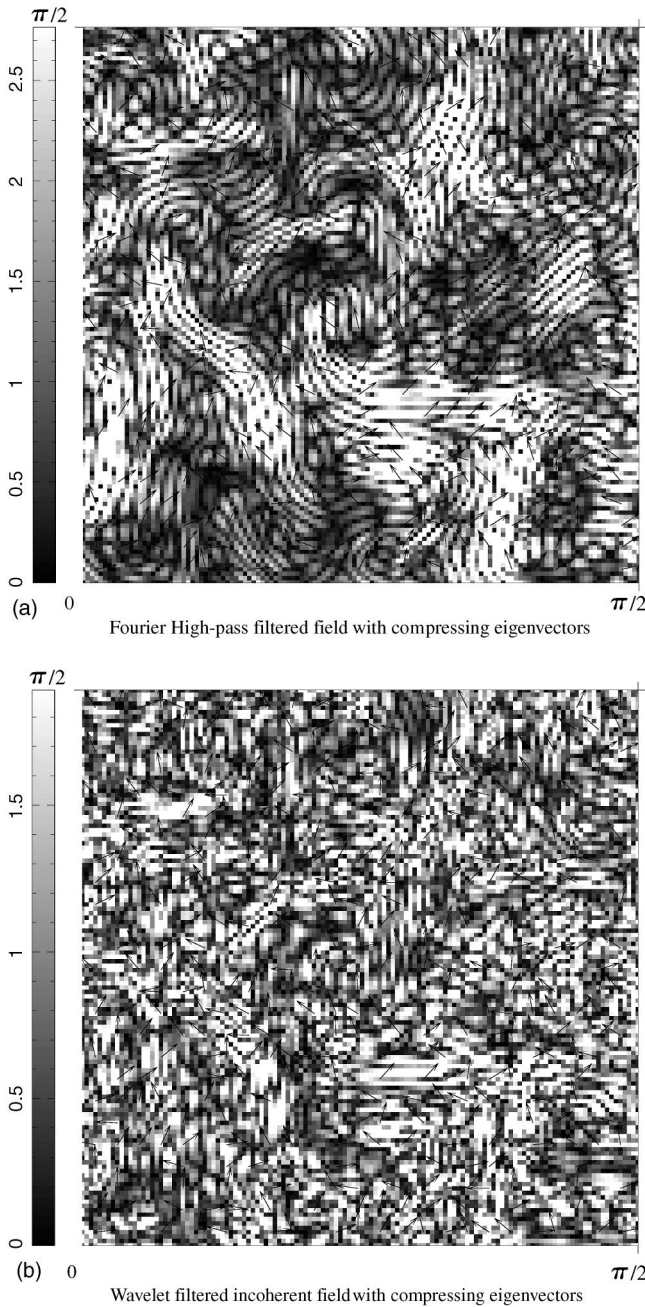 π/2
2.5
2
1.5
1
0.5
0
(a)
0
π/2
Fourier High-pass filtered field with compressing eigenvectors
π/2
1.5
1
0.5
0
(b)
0
π/2
Wavelet filtered incoherent field with compressing eigenvectors